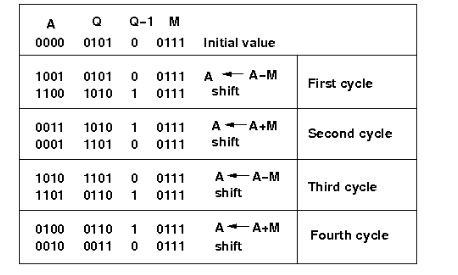 A Q Q-1 M
0000 0101 0 0111 Initial value
1001 0101 0 0111 A ← A-M
1100 1010 1 0111 shift
First cycle
0011 1010 1 0111 A ← A+M
0001 1101 0 0111 shift
Second cycle
1010 1101 0 0111 A ← A-M
1101 0110 1 0111 shift
Third cycle
0100 0110 1 0111 A ← A+M
0010 0011 0 0111 shift
Fourth cycle